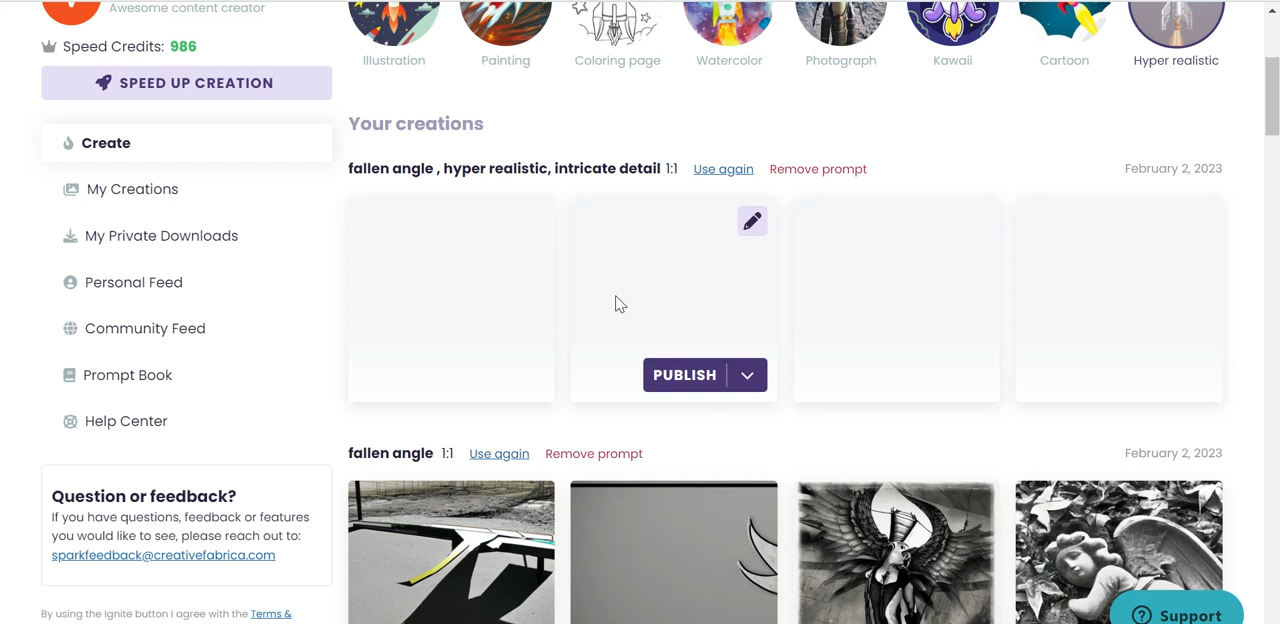 Awesome content creator
Speed Credits: 986
SPEED UP CREATION
Create
My Creations
My Private Downloads
Personal Feed
Community Feed
Prompt Book
Help Center
Question or feedback?
If you have questions, feedback or features
you would like to see, please reach out to:
sparkfeedback@creativefabrica.com
By using the Ignite button I agree with the Terms &
Illustration
Painting
Coloring page
Watercolor
Photograph
Kawaii
Cartoon
Hyper realistic
Your creations
fallen angle , hyper realistic, intricate detail 1:1 Use again Remove prompt February 2, 2023
PUBLISH
fallen angle 1:1 Use again Remove prompt February 2, 2023
Support